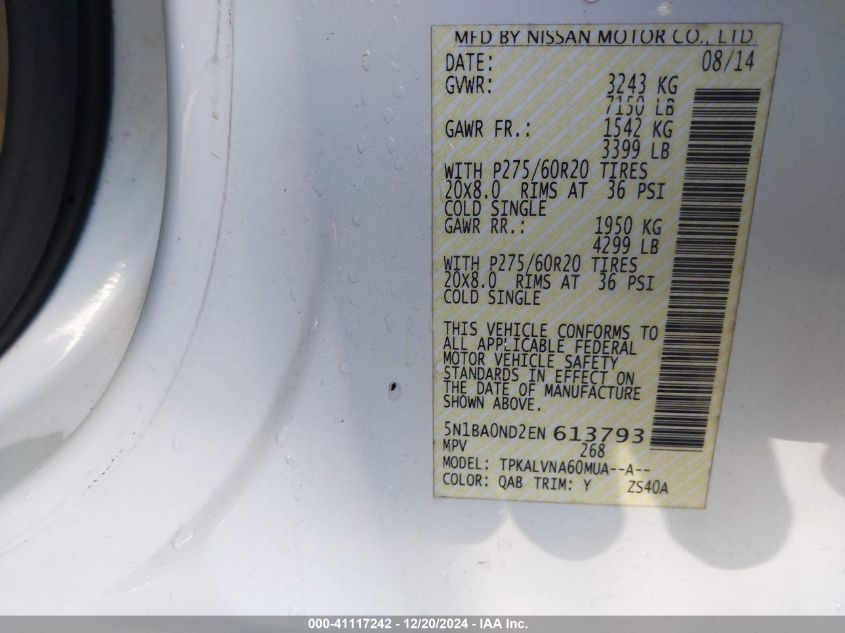 MFD BY NISSAN MOTOR CO., LTD.
DATE: 08/14
GVWR: 3243 KG
7150 LB
GAWR FR.: 1542 KG
3399 LB
WITH P275/60R20 TIRES
20X8.0 RIMS AT 36 PSI
COLD SINGLE
GAWR RR.: 1950 KG
4299 LB
WITH P275/60R20 TIRES
20X8.0 RIMS AT 36 PSI
COLD SINGLE
THIS VEHICLE CONFORMS TO
ALL APPLICABLE FEDERAL
MOTOR VEHICLE SAFETY
STANDARDS IN EFFECT ON
THE DATE OF MANUFACTURE
SHOWN ABOVE.
5N1BA0ND2EN 613793
MPV 268
MODEL: TPKALVNA60MUA--A--
COLOR: QAB TRIM: Y ZS40A
000-41117242 - 12/20/2024 - IAA Inc.